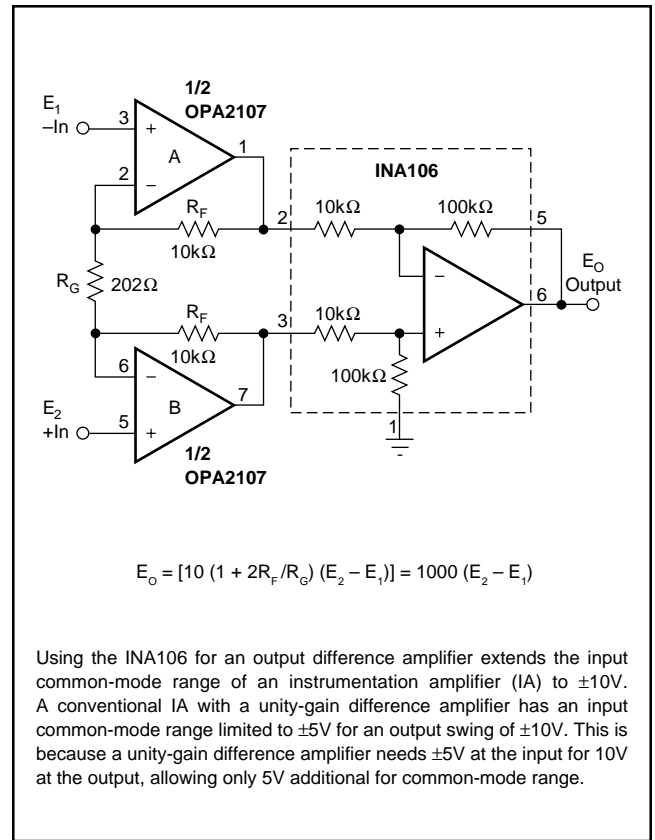 1/2
OPA2107
E1
–In
3
+
A
1
2
–
INA106
RF
10kΩ
2
10kΩ
100kΩ
5
RG
202Ω
–
EO
Output
6
+
RF
10kΩ
3
10kΩ
100kΩ
6
–
B
7
E2
+In
5
+
1
1/2
OPA2107
EO = [10 (1 + 2RF/RG) (E2 – E1)] = 1000 (E2 – E1)
Using the INA106 for an output difference amplifier extends the input
common-mode range of an instrumentation amplifier (IA) to ±10V.
A conventional IA with a unity-gain difference amplifier has an input
common-mode range limited to ±5V for an output swing of ±10V. This is
because a unity-gain difference amplifier needs ±5V at the input for 10V
at the output, allowing only 5V additional for common-mode range.